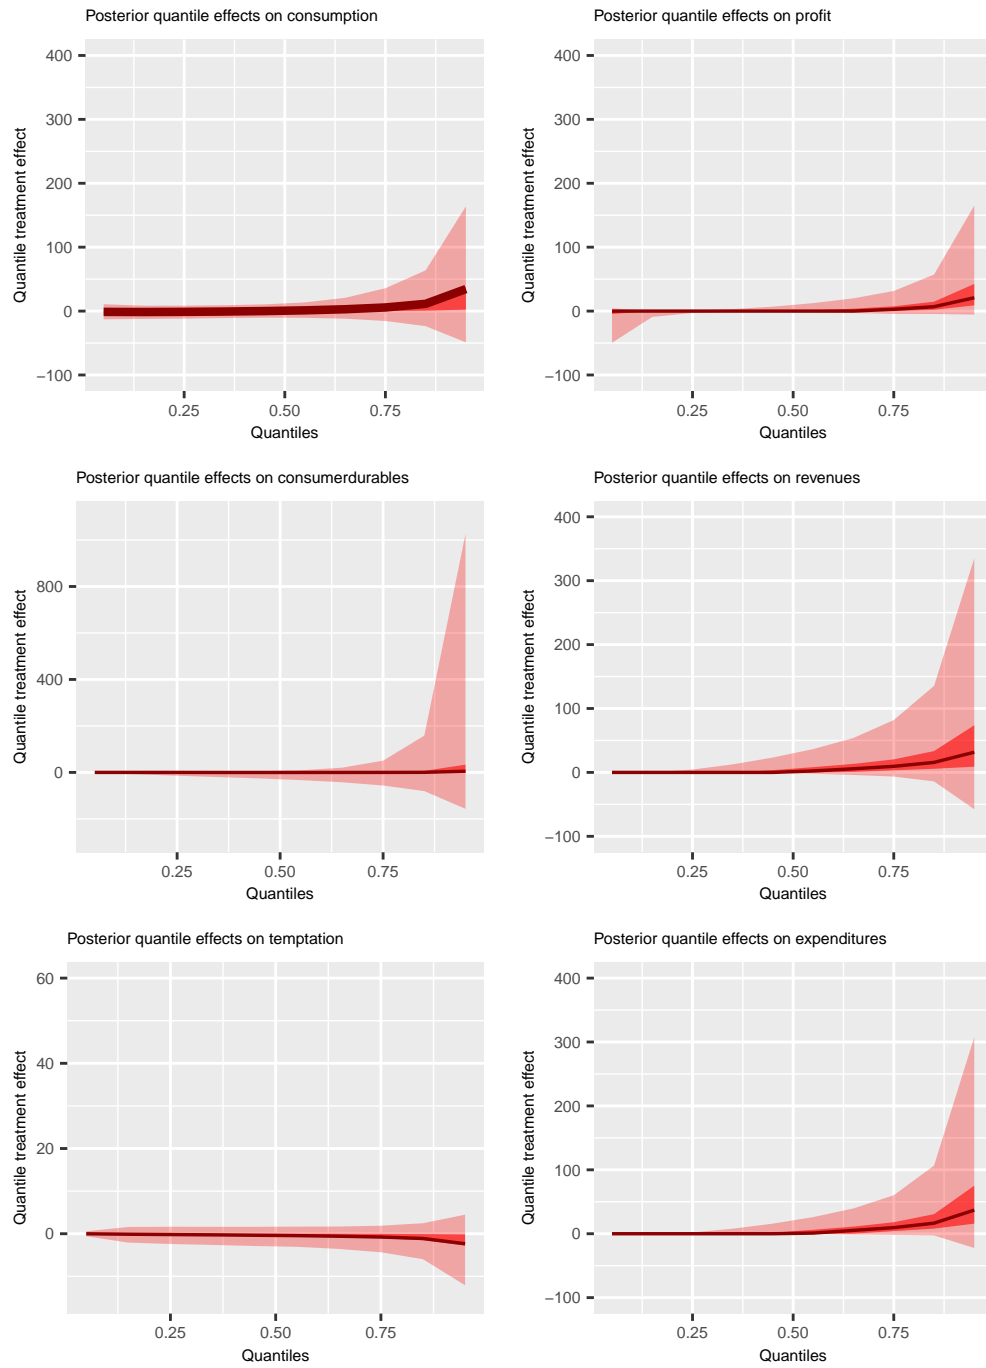 Posterior quantile effects on consumption
400
300
200
100
0
−100
Quantile treatment effect
0.25 0.50 0.75
Quantiles
Posterior quantile effects on profit
400
300
200
100
0
−100
Quantile treatment effect
0.25 0.50 0.75
Quantiles
Posterior quantile effects on consumerdurables
800
400
0
Quantile treatment effect
0.25 0.50 0.75
Quantiles
Posterior quantile effects on revenues
400
300
200
100
0
−100
Quantile treatment effect
0.25 0.50 0.75
Quantiles
Posterior quantile effects on temptation
60
40
20
0
Quantile treatment effect
0.25 0.50 0.75
Quantiles
Posterior quantile effects on expenditures
400
300
200
100
0
−100
Quantile treatment effect
0.25 0.50 0.75
Quantiles